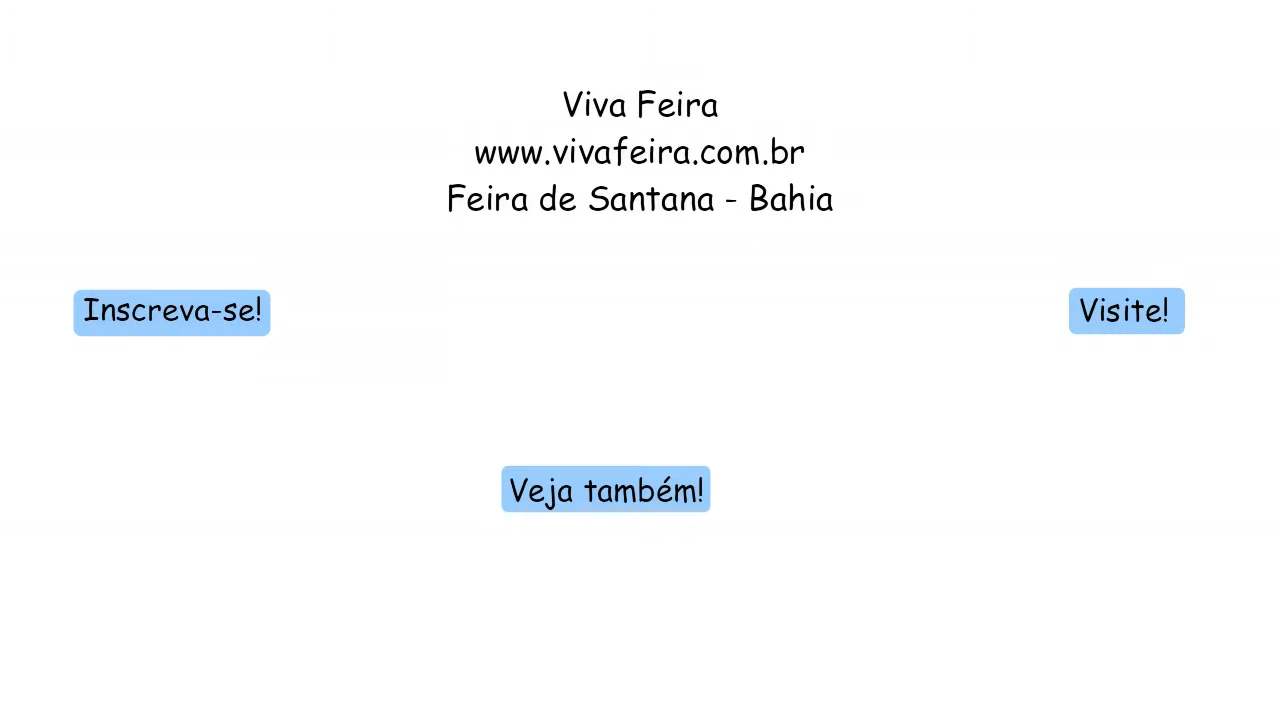 Viva Feira
www.vivafeira.com.br
Feira de Santana - Bahia
Inscreva-se!
Visite!
Veja também!